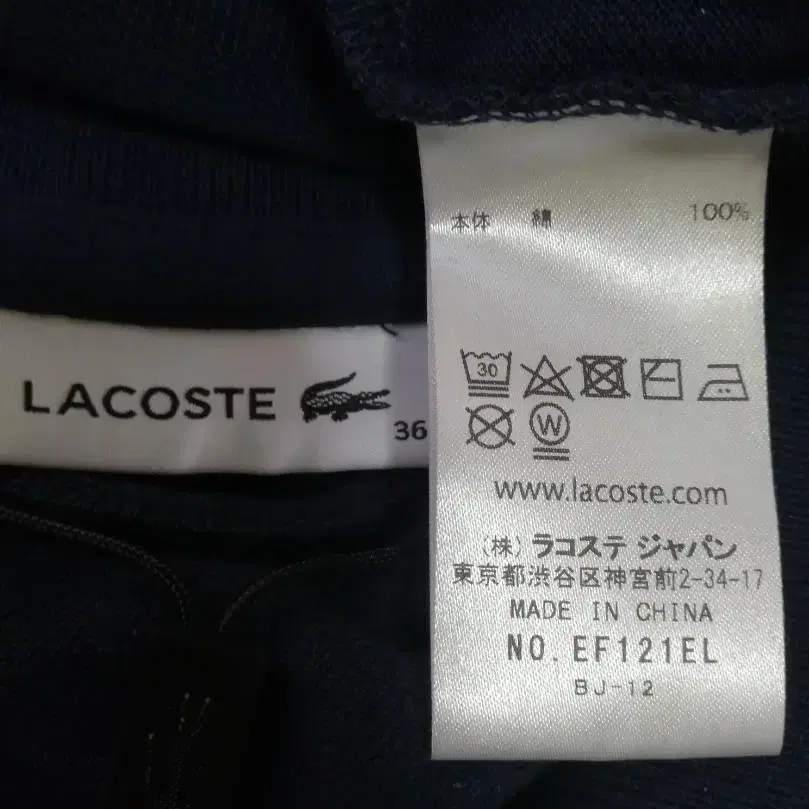 LACOSTE
36
本体 綿 100%
30
W
www.lacoste.com
(株) ラコステ ジャパン
東京都渋谷区神宮前2-34-17
MADE IN CHINA
NO. EF121EL
BJ-12